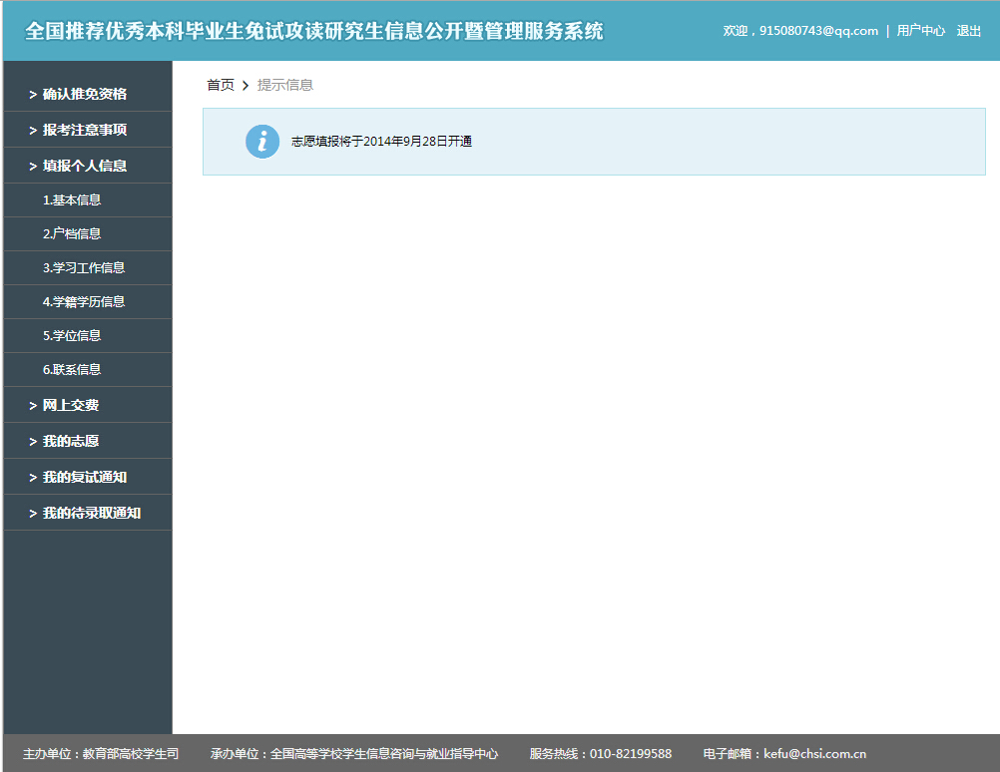 全国推荐优秀本科毕业生免试攻读研究生信息公开暨管理服务系统
欢迎，915080743@qq.com | 用户中心 退出
首页 > 提示信息
志愿填报将于2014年9月28日开通
> 确认推免资格
> 报考注意事项
> 填报个人信息
1.基本信息
2.户档信息
3.学习工作信息
4.学籍学历信息
5.学位信息
6.联系信息
> 网上交费
> 我的志愿
> 我的复试通知
> 我的待录取通知
主办单位：教育部高校学生司 承办单位：全国高等学校学生信息咨询与就业指导中心 服务热线：010-82199588 电子邮箱：kefu@chsi.com.cn